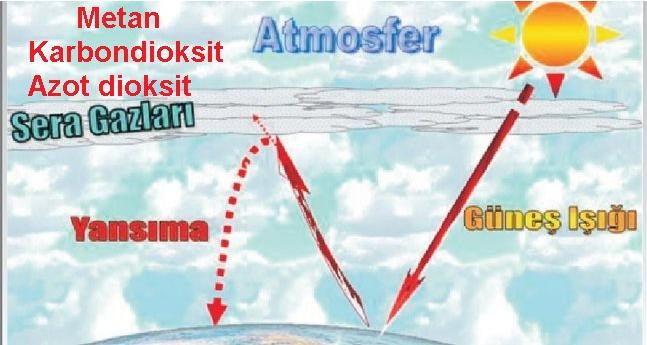 Metan
Karbondioksit
Azot dioksit
Atmosfer
Sera Gazları
Yansıma
Güneş Işığı